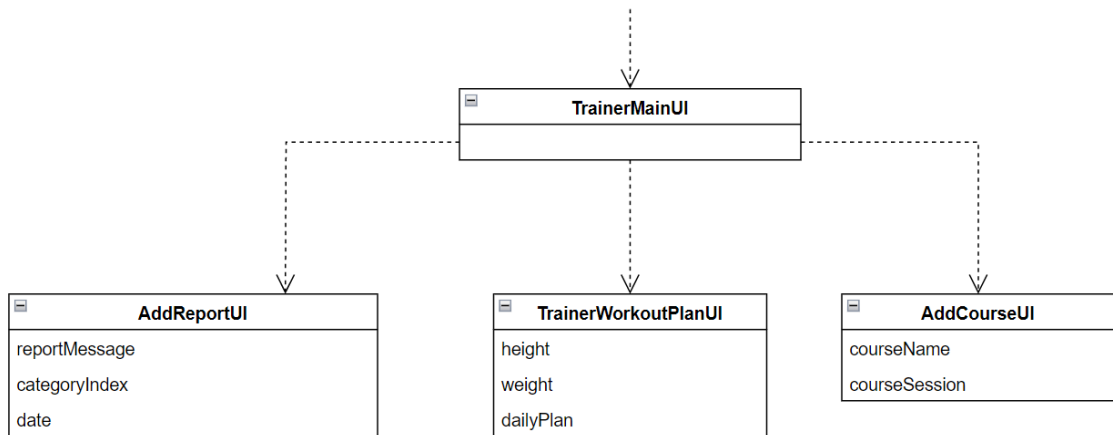 TrainerMainUI
AddReportUI
reportMessage
categoryIndex
date
TrainerWorkoutPlanUI
height
weight
dailyPlan
AddCourseUI
courseName
courseSession